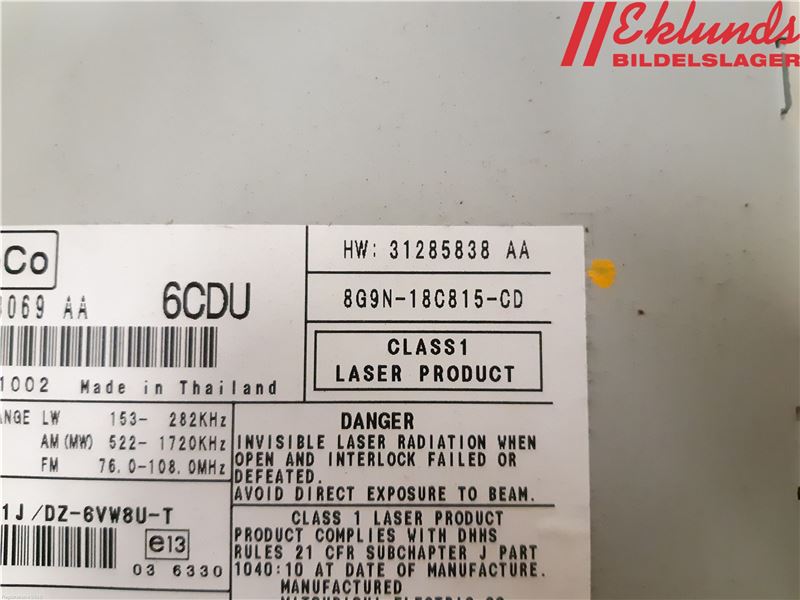 Eklunds
BILDELSLAGER
Co
HW: 31285838 AA
069 AA 6CDU
8G9N-18C815-CD
CLASS1
LASER PRODUCT
1002 Made in Thailand
ANGE LW 153- 282KHz
AM(MW) 522- 1720KHz
FM 76.0-108.0MHz
DANGER
INVISIBLE LASER RADIATION WHEN
OPEN AND INTERLOCK FAILED OR
DEFEATED.
AVOID DIRECT EXPOSURE TO BEAM.
1J/DZ-6VW8U-T
e13
03 6330
CLASS 1 LASER PRODUCT
PRODUCT COMPLIES WITH DHHS
RULES 21 CFR SUBCHAPTER J PART
1040:10 AT DATE OF MANUFACTURE.
MANUFACTURED